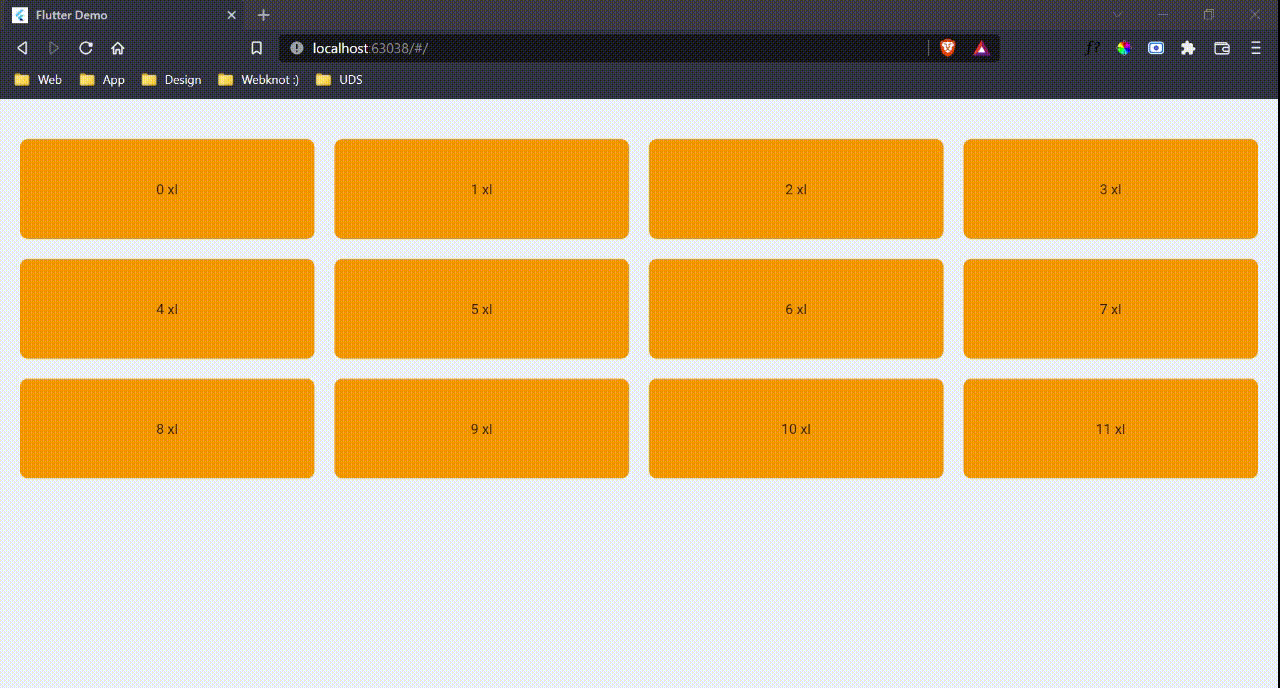 Flutter Demo
localhost:63038/#/
f?
Web App Design Webknot :) UDS
0 xl 1 xl 2 xl 3 xl
4 xl 5 xl 6 xl 7 xl
8 xl 9 xl 10 xl 11 xl